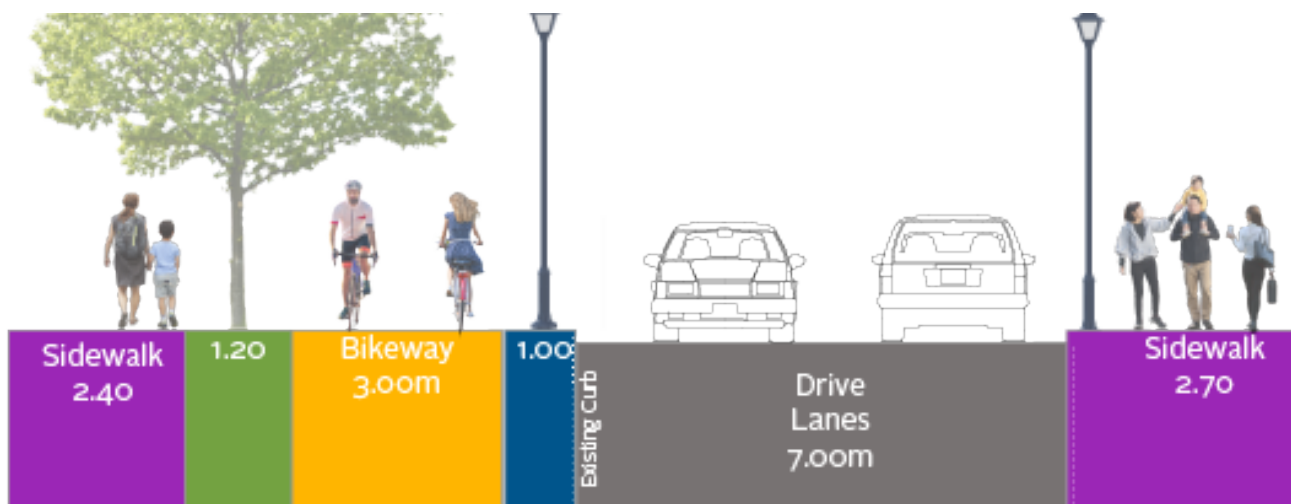 Sidewalk
2.40
1.20
Bikeway
3.00m
1.00
Existing Curb
Drive
Lanes
7.00m
Sidewalk
2.70